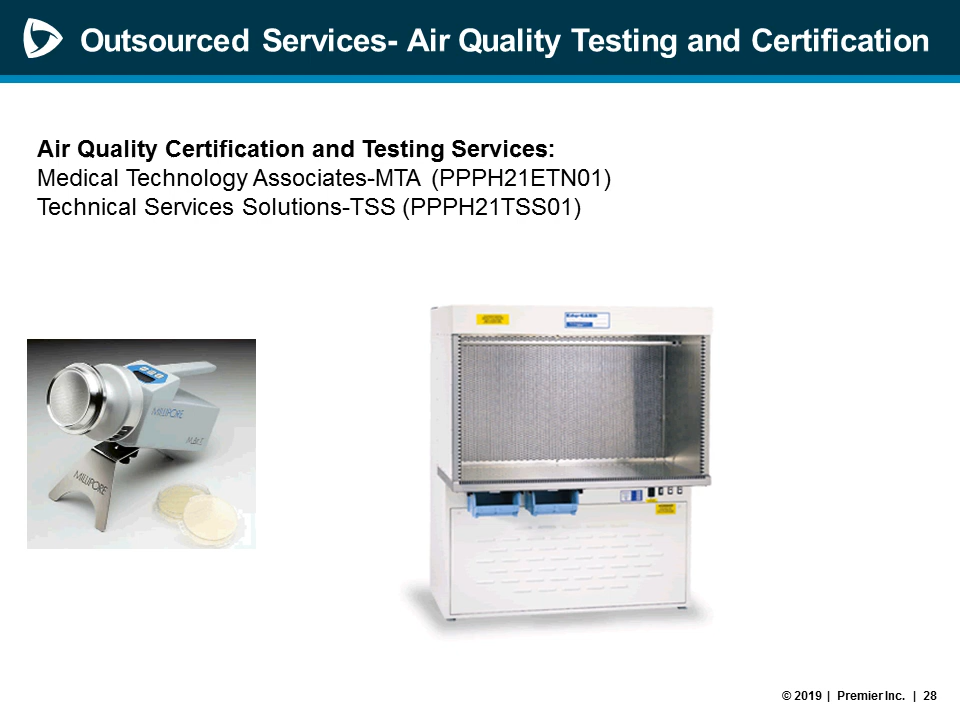 Outsourced Services- Air Quality Testing and Certification
Air Quality Certification and Testing Services:
Medical Technology Associates-MTA (PPPH21ETN01)
Technical Services Solutions-TSS (PPPH21TSS01)
MILLIPORE
MILLIPORE
© 2019 | Premier Inc. | 28